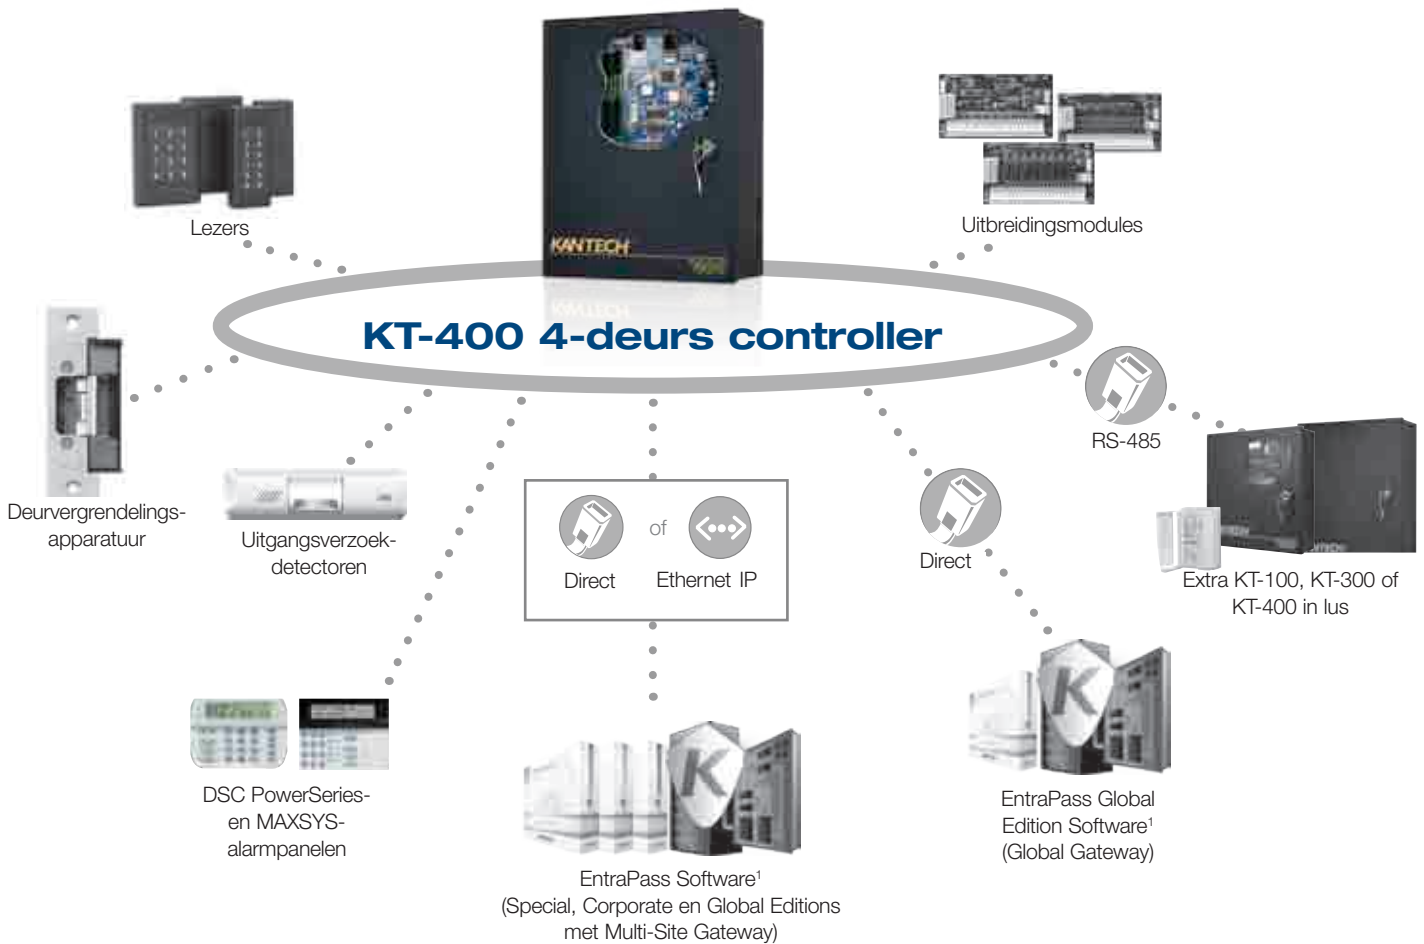 KANTECH
Lezers
Uitbreidingsmodules
KT-400 4-deurs controller
RS-485
Deurvergrendelings-
apparatuur
Uitgangsverzoek-
detectoren
of
Direct
Ethernet IP
Direct
Extra KT-100, KT-300 of
KT-400 in lus
DSC PowerSeries-
en MAXSYS-
alarmpanelen
K
EntraPass Software¹
(Special, Corporate en Global Editions
met Multi-Site Gateway)
K
EntraPass Global
Edition Software¹
(Global Gateway)